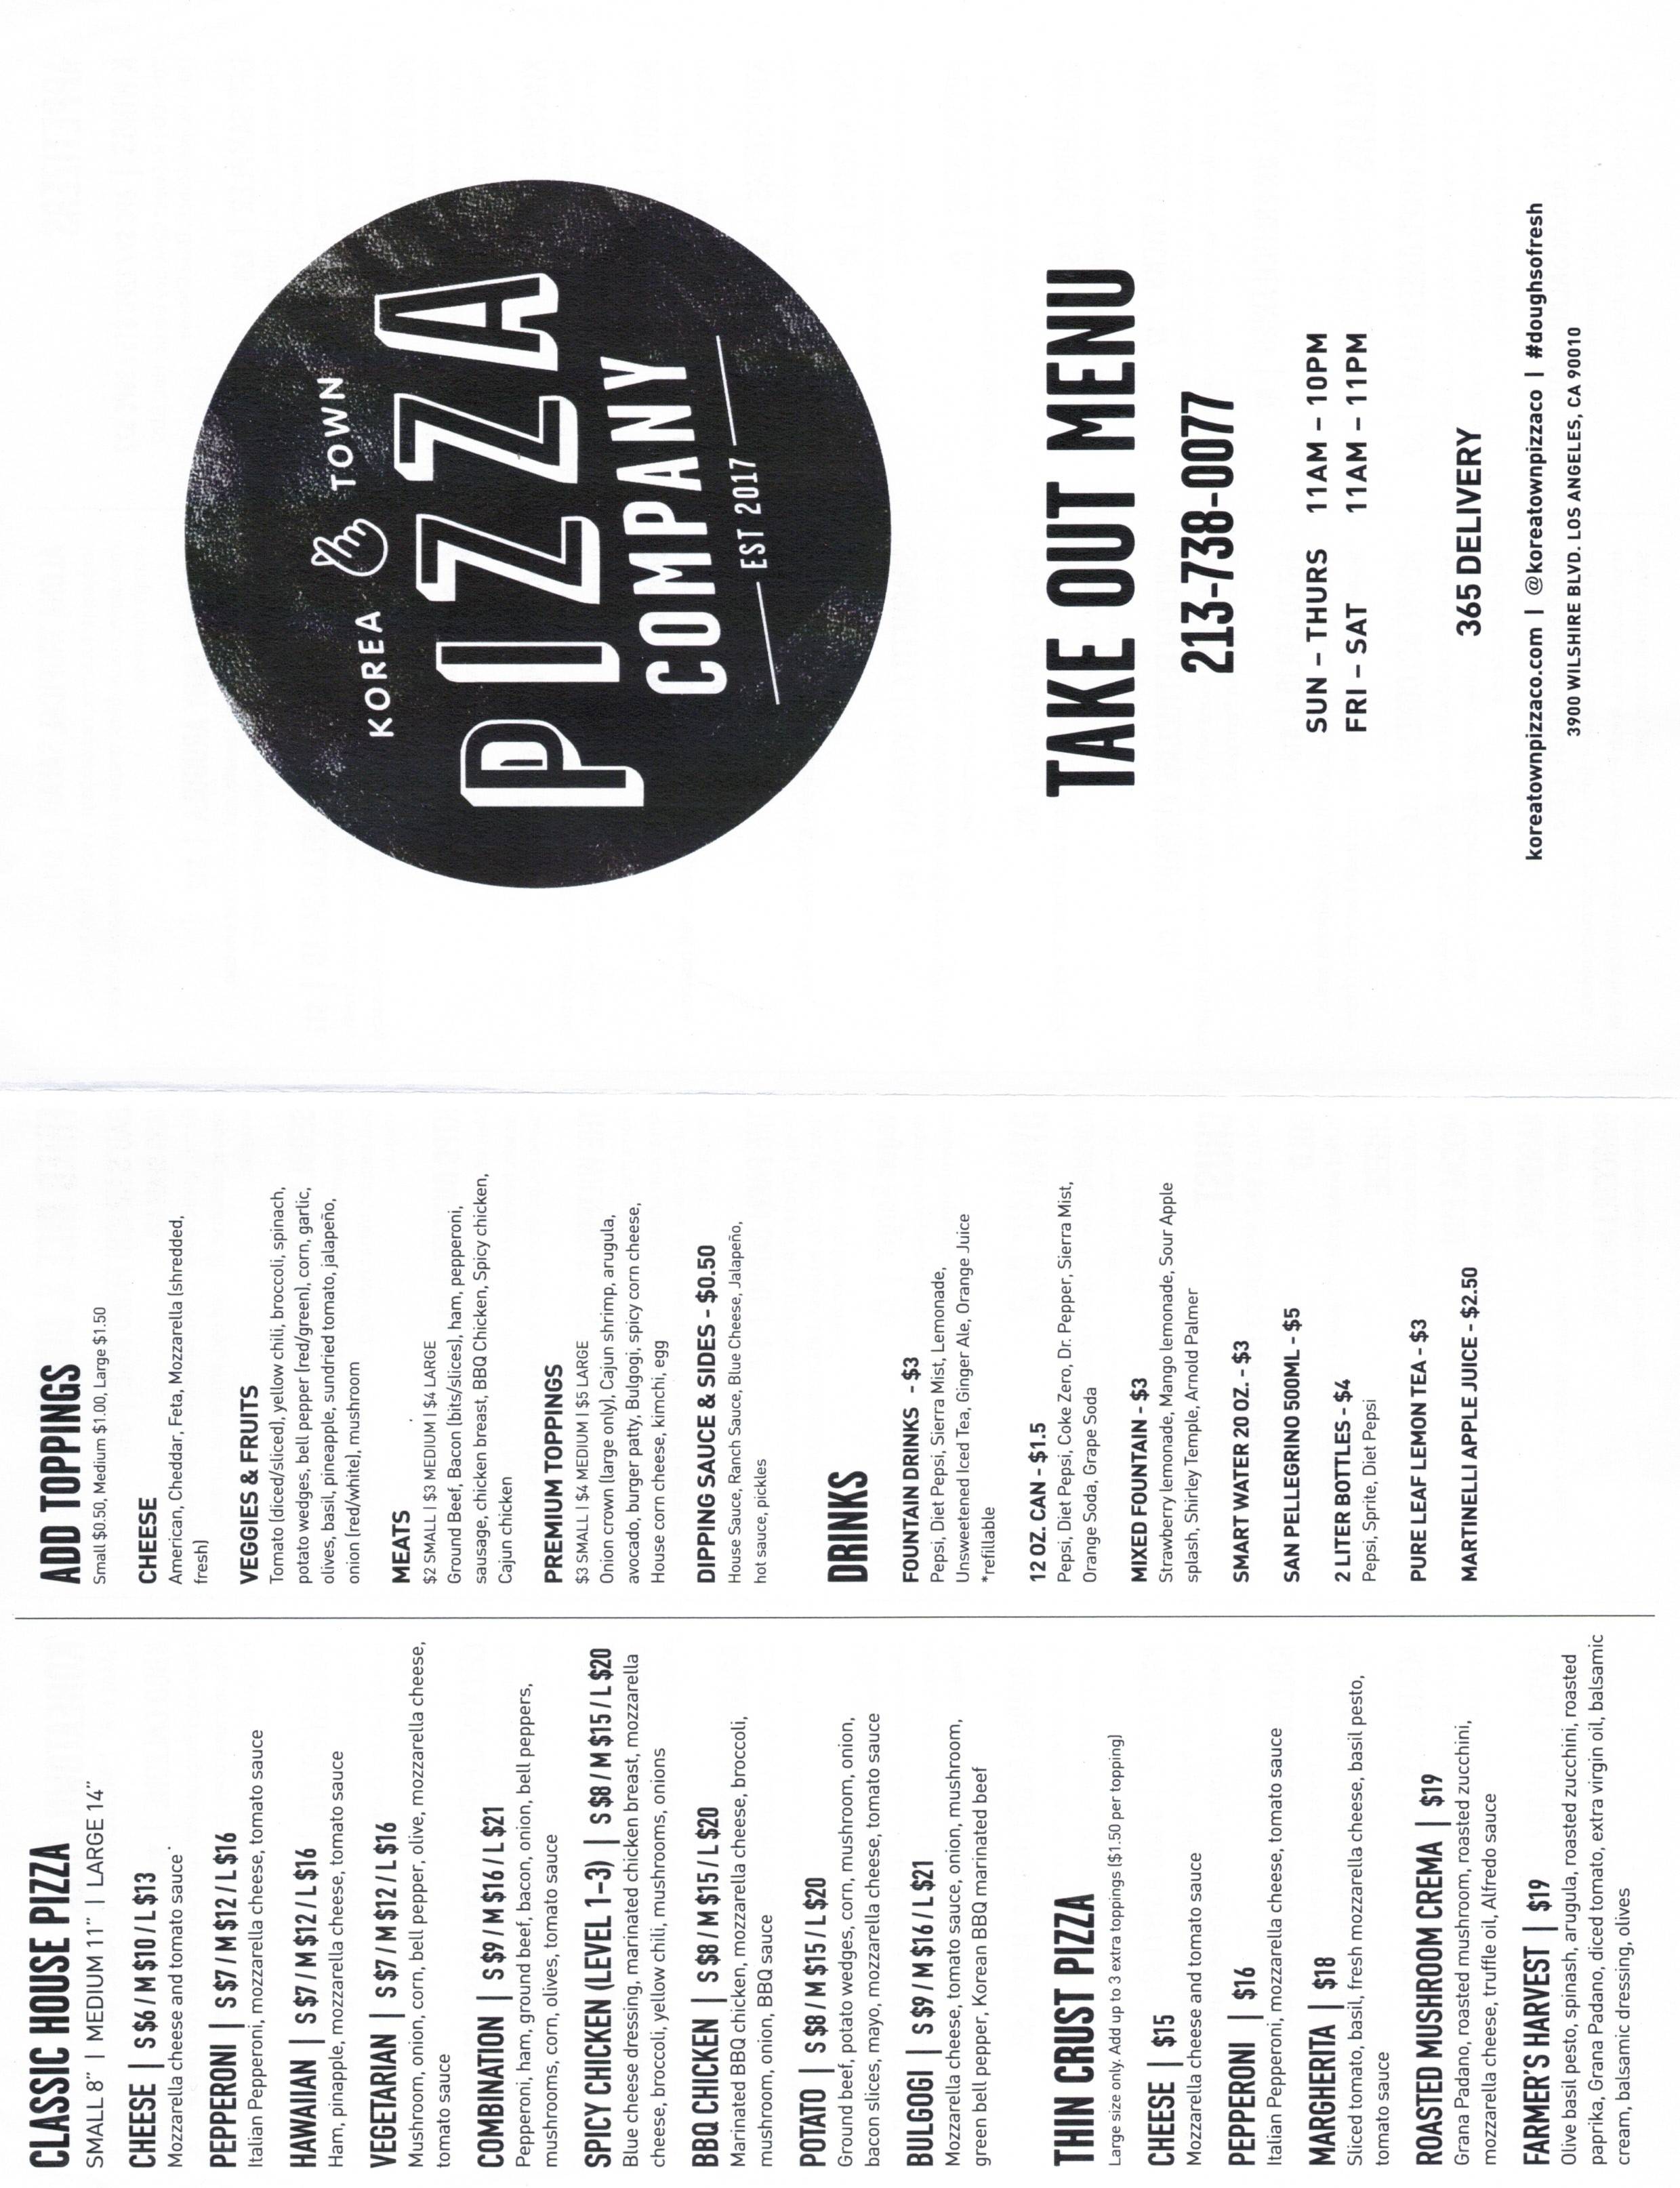 CLASSIC HOUSE PIZZA
SMALL 8” | MEDIUM 11” | LARGE 14”
CHEESE | S $6 / M $10 / L $13
Mozzarella cheese and tomato sauce
PEPPERONI | S $7 / M $12 / L $16
Italian Pepperoni, mozzarella cheese, tomato sauce
HAWAIIAN | S $7 / M $12 / L $16
Ham, pinapple, mozzarella cheese, tomato sauce
VEGETARIAN | S $7 / M $12 / L $16
Mushroom, onion, corn, bell pepper, olive, mozzarella cheese,
tomato sauce
COMBINATION | S $9 / M $16 / L $21
Pepperoni, ham, ground beef, bacon, onion, bell peppers,
mushrooms, corn, olives, tomato sauce
SPICY CHICKEN (LEVEL 1-3) | S $8 / M $15 / L $20
Blue cheese dressing, marinated chicken breast, mozzarella
cheese, broccoli, yellow chili, mushrooms, onions
BBQ CHICKEN | S $8 / M $15 / L $20
Marinated BBQ chicken, mozzarella cheese, broccoli,
mushroom, onion, BBQ sauce
POTATO | S $8 / M $15 / L $20
Ground beef, potato wedges, corn, mushroom, onion,
bacon slices, mayo, mozzarella cheese, tomato sauce
BULGOGI | S $9 / M $16 / L $21
Mozzarella cheese, tomato sauce, onion, mushroom,
green bell pepper, Korean BBQ marinated beef
THIN CRUST PIZZA
Large size only. Add up to 3 extra toppings ($1.50 per topping)
CHEESE | $15
Mozzarella cheese and tomato sauce
PEPPERONI | $16
Italian Pepperoni, mozzarella cheese, tomato sauce
MARGHERITA | $18
Sliced tomato, basil, fresh mozzarella cheese, basil pesto,
tomato sauce
ROASTED MUSHROOM CREMA | $19
Grana Padano, roasted mushroom, roasted zucchini,
mozzarella cheese, truffle oil, Alfredo sauce
FARMER’S HARVEST | $19
Olive basil pesto, spinash, arugula, roasted zucchini, roasted
paprika, Grana Padano, diced tomato, extra virgin oil, balsamic
cream, balsamic dressing, olives
ADD TOPPINGS
Small $0.50, Medium $1.00, Large $1.50
CHEESE
American, Cheddar, Feta, Mozzarella (shredded,
fresh)
VEGGIES & FRUITS
Tomato (diced/sliced), yellow chili, broccoli, spinach,
potato wedges, bell pepper (red/green), corn, garlic,
olives, basil, pineapple, sundried tomato, jalapeño,
onion (red/white), mushroom
MEATS
$2 SMALL | $3 MEDIUM | $4 LARGE
Ground Beef, Bacon (bits/slices), ham, pepperoni,
sausage, chicken breast, BBQ Chicken, Spicy chicken,
Cajun chicken
PREMIUM TOPPINGS
$3 SMALL | $4 MEDIUM | $5 LARGE
Onion crown (large only), Cajun shrimp, arugula,
avocado, burger patty, Bulgogi, spicy corn cheese,
House corn cheese, kimchi, egg
DIPPING SAUCE & SIDES - $0.50
House Sauce, Ranch Sauce, Blue Cheese, Jalapeño,
hot sauce, pickles
DRINKS
FOUNTAIN DRINKS - $3
Pepsi, Diet Pepsi, Sierra Mist, Lemonade,
Unsweetened Iced Tea, Ginger Ale, Orange Juice
*refillable
12 OZ. CAN - $1.5
Pepsi, Diet Pepsi, Coke Zero, Dr. Pepper, Sierra Mist,
Orange Soda, Grape Soda
MIXED FOUNTAIN - $3
Strawberry lemonade, Mango lemonade, Sour Apple
splash, Shirley Temple, Arnold Palmer
SMART WATER 20 OZ. - $3
SAN PELLEGRINO 500ML - $5
2 LITER BOTTLES - $4
Pepsi, Sprite, Diet Pepsi
PURE LEAF LEMON TEA - $3
MARTINELLI APPLE JUICE - $2.50
KOREA TOWN
PIZZA
COMPANY
EST 2017
TAKE OUT MENU
213-738-0077
SUN – THURS 11AM – 10PM
FRI – SAT 11AM – 11PM
365 DELIVERY
koreatownpizzaco.com | @koreatownpizzaco | #doughsofresh
3900 WILSHIRE BLVD. LOS ANGELES, CA 90010